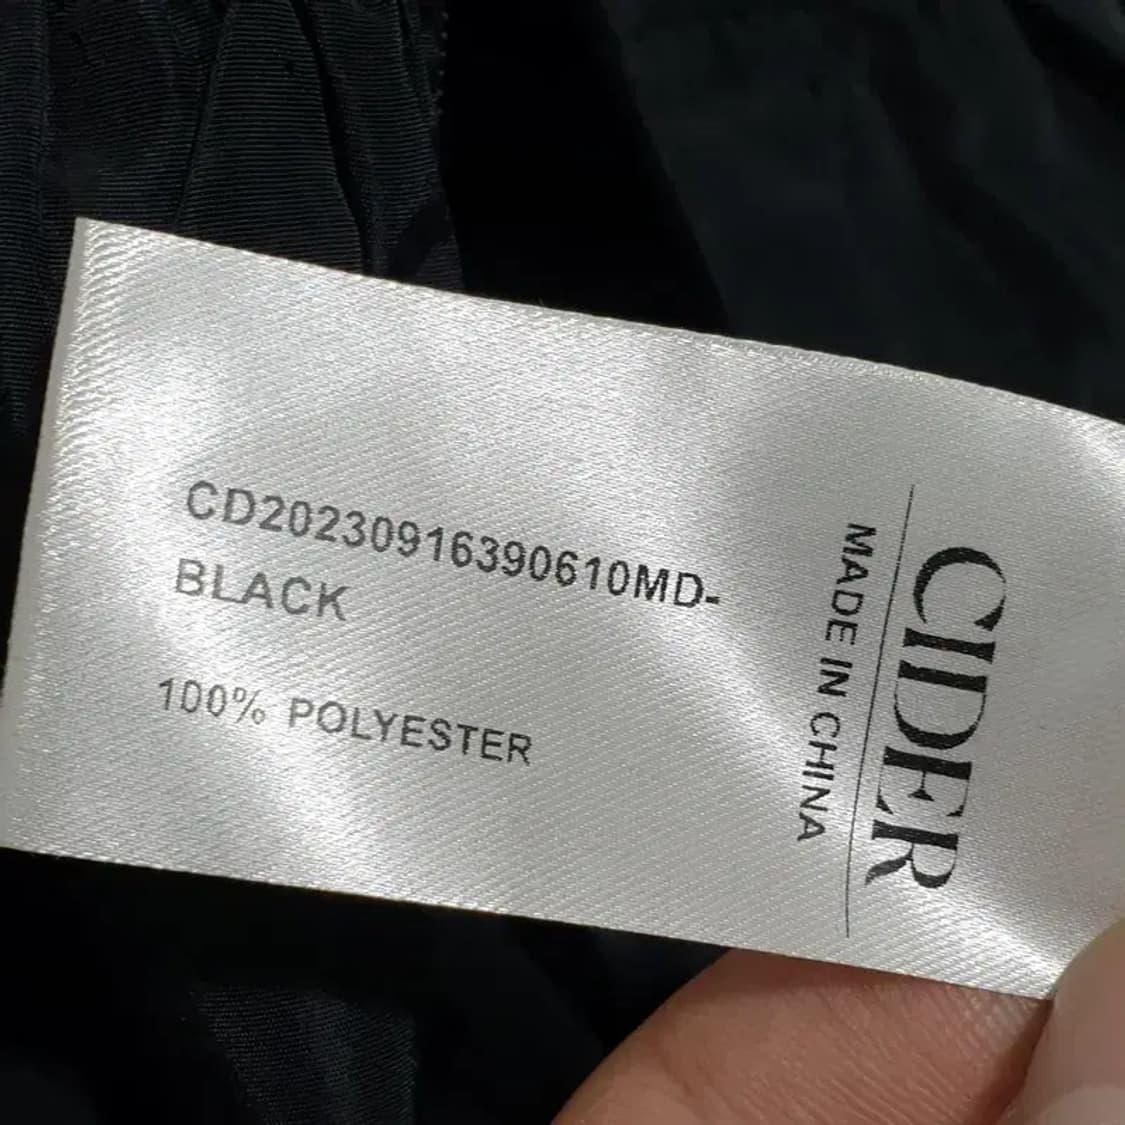 CD20230916390610MD-
BLACK
100% POLYESTER
CIDER
MADE IN CHINA